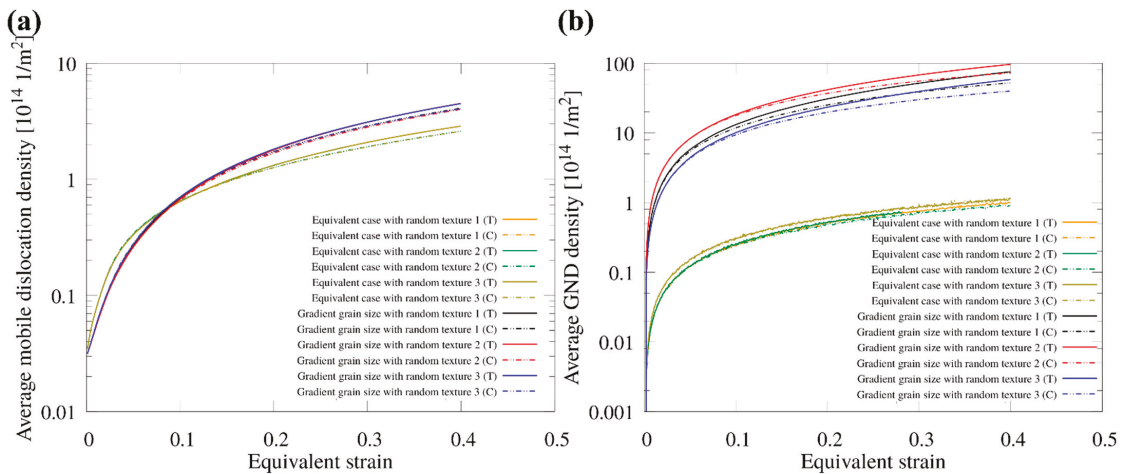 (a)
Average mobile dislocation density [10¹⁴ 1/m²]
10
1
0.1
0.01
0
0.1
0.2
0.3
0.4
0.5
Equivalent strain
Equivalent case with random texture 1 (T)
Equivalent case with random texture 1 (C)
Equivalent case with random texture 2 (T)
Equivalent case with random texture 2 (C)
Equivalent case with random texture 3 (T)
Equivalent case with random texture 3 (C)
Gradient grain size with random texture 1 (T)
Gradient grain size with random texture 1 (C)
Gradient grain size with random texture 2 (T)
Gradient grain size with random texture 2 (C)
Gradient grain size with random texture 3 (T)
Gradient grain size with random texture 3 (C)
(b)
Average GND density [10¹⁴ 1/m²]
100
10
1
0.1
0.01
0.001
0
0.1
0.2
0.3
0.4
0.5
Equivalent strain
Equivalent case with random texture 1 (T)
Equivalent case with random texture 1 (C)
Equivalent case with random texture 2 (T)
Equivalent case with random texture 2 (C)
Equivalent case with random texture 3 (T)
Equivalent case with random texture 3 (C)
Gradient grain size with random texture 1 (T)
Gradient grain size with random texture 1 (C)
Gradient grain size with random texture 2 (T)
Gradient grain size with random texture 2 (C)
Gradient grain size with random texture 3 (T)
Gradient grain size with random texture 3 (C)